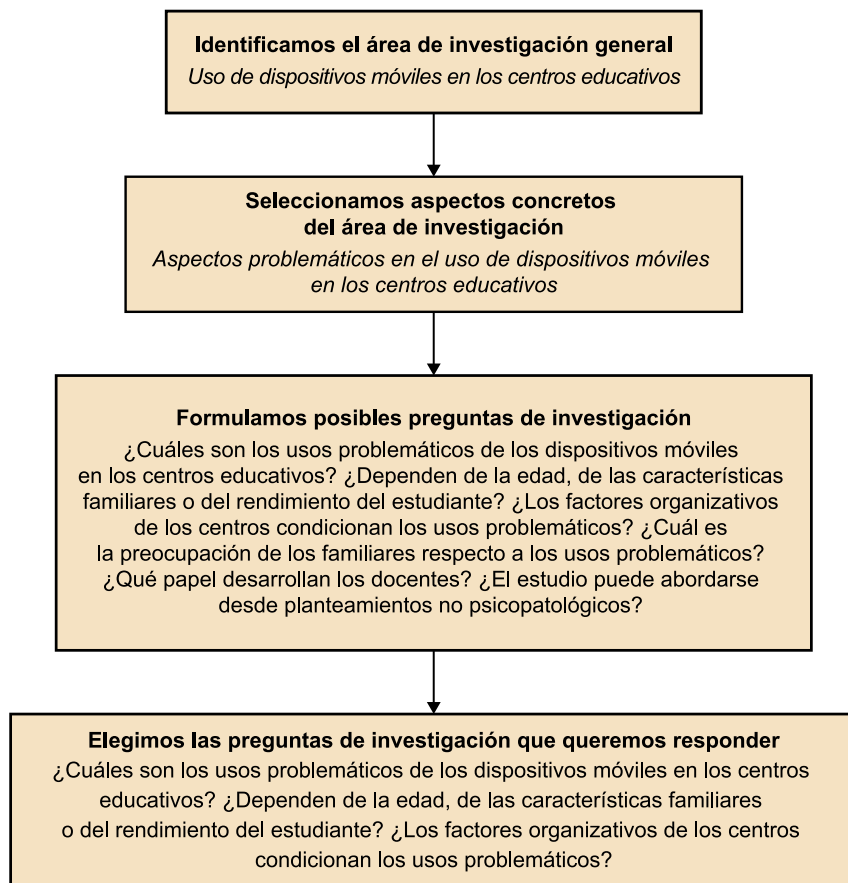 Identificamos el área de investigación general
Uso de dispositivos móviles en los centros educativos
Seleccionamos aspectos concretos
del área de investigación
Aspectos problemáticos en el uso de dispositivos móviles
en los centros educativos
Formulamos posibles preguntas de investigación
¿Cuáles son los usos problemáticos de los dispositivos móviles
en los centros educativos? ¿Dependen de la edad, de las características
familiares o del rendimiento del estudiante? ¿Los factores organizativos
de los centros condicionan los usos problemáticos? ¿Cuál es
la preocupación de los familiares respecto a los usos problemáticos?
¿Qué papel desarrollan los docentes? ¿El estudio puede abordarse
desde planteamientos no psicopatológicos?
Elegimos las preguntas de investigación que queremos responder
¿Cuáles son los usos problemáticos de los dispositivos móviles en los centros
educativos? ¿Dependen de la edad, de las características familiares
o del rendimiento del estudiante? ¿Los factores organizativos de los centros
condicionan los usos problemáticos?